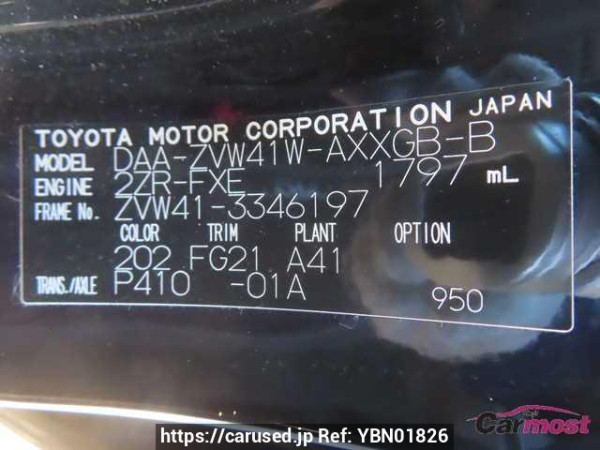 TOYOTA MOTOR CORPORATION JAPAN
MODEL DAA-ZVW41W-AXXGB-B
ENGINE 2ZR-FXE 1797 mL
FRAME No. ZVW41-3346197
COLOR TRIM PLANT OPTION
202 FG21 A41
TRANS./AXLE P410 -01A 950
Carmost
https://carused.jp Ref: YBN01826